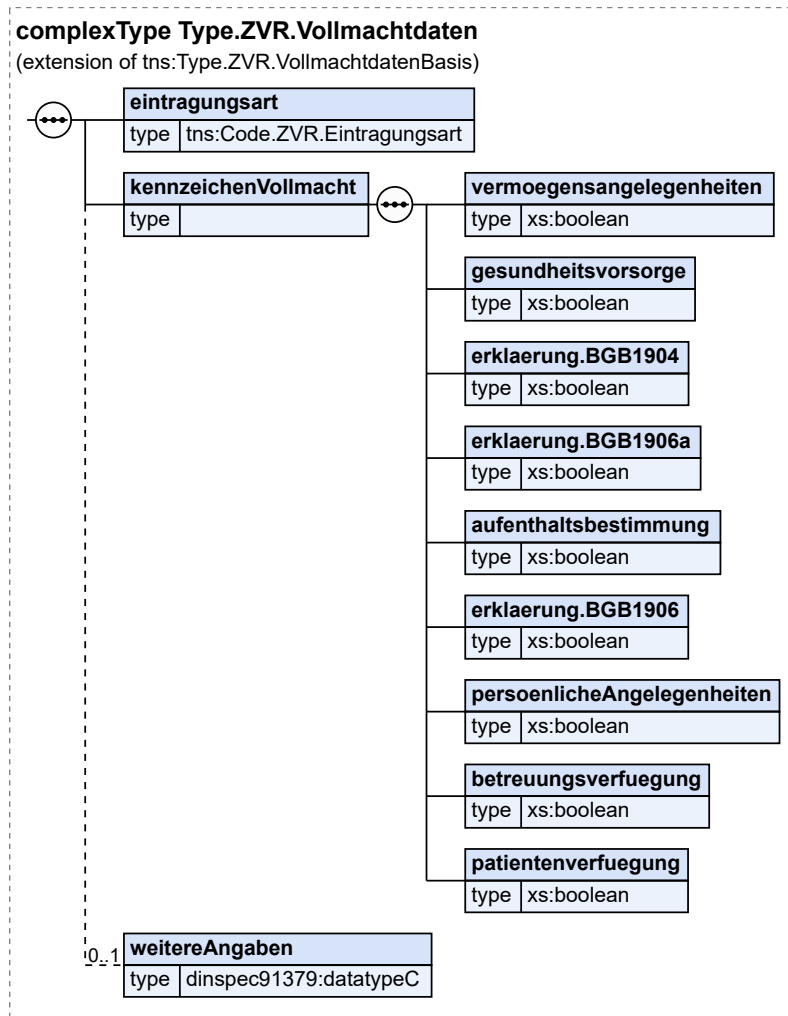 complexType Type.ZVR.Vollmachtdaten
(extension of tns:Type.ZVR.VollmachtdatenBasis)
eintragungsart
type tns:Code.ZVR.Eintragungsart
kennzeichenVollmacht
type
vermoegensangelegenheiten
type xs:boolean
gesundheitsvorsorge
type xs:boolean
erklaerung.BGB1904
type xs:boolean
erklaerung.BGB1906a
type xs:boolean
aufenthaltsbestimmung
type xs:boolean
erklaerung.BGB1906
type xs:boolean
persoenlicheAngelegenheiten
type xs:boolean
betreuungsverfuegung
type xs:boolean
patientenverfuegung
type xs:boolean
0..1
weitereAngaben
type dinspec91379:datatypeC